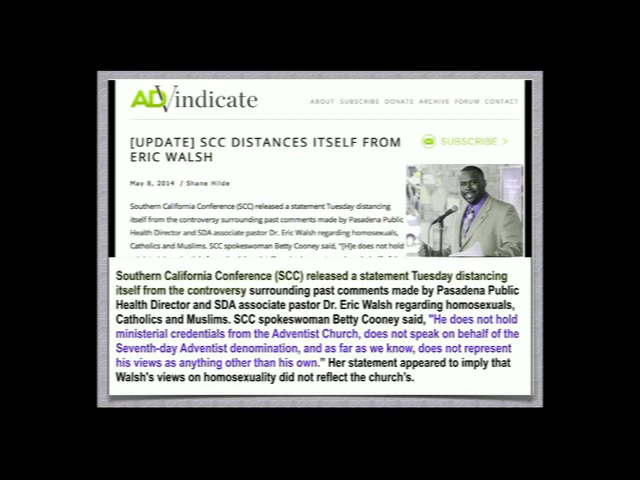 ADVindicate
ABOUT SUBSCRIBE DONATE ARCHIVE FORUM CONTACT
[UPDATE] SCC DISTANCES ITSELF FROM
ERIC WALSH
SUBSCRIBE >
May 8, 2014 / Shane Hilde
Southern California Conference (SCC) released a statement Tuesday distancing
itself from the controversy surrounding past comments made by Pasadena Public
Health Director and SDA associate pastor Dr. Eric Walsh regarding homosexuals,
Catholics and Muslims. SCC spokeswoman Betty Cooney said, "[H]e does not hold
Southern California Conference (SCC) released a statement Tuesday distancing
itself from the controversy surrounding past comments made by Pasadena Public
Health Director and SDA associate pastor Dr. Eric Walsh regarding homosexuals,
Catholics and Muslims. SCC spokeswoman Betty Cooney said, "He does not hold
ministerial credentials from the Adventist Church, does not speak on behalf of the
Seventh-day Adventist denomination, and as far as we know, does not represent
his views as anything other than his own." Her statement appeared to imply that
Walsh's views on homosexuality did not reflect the church's.